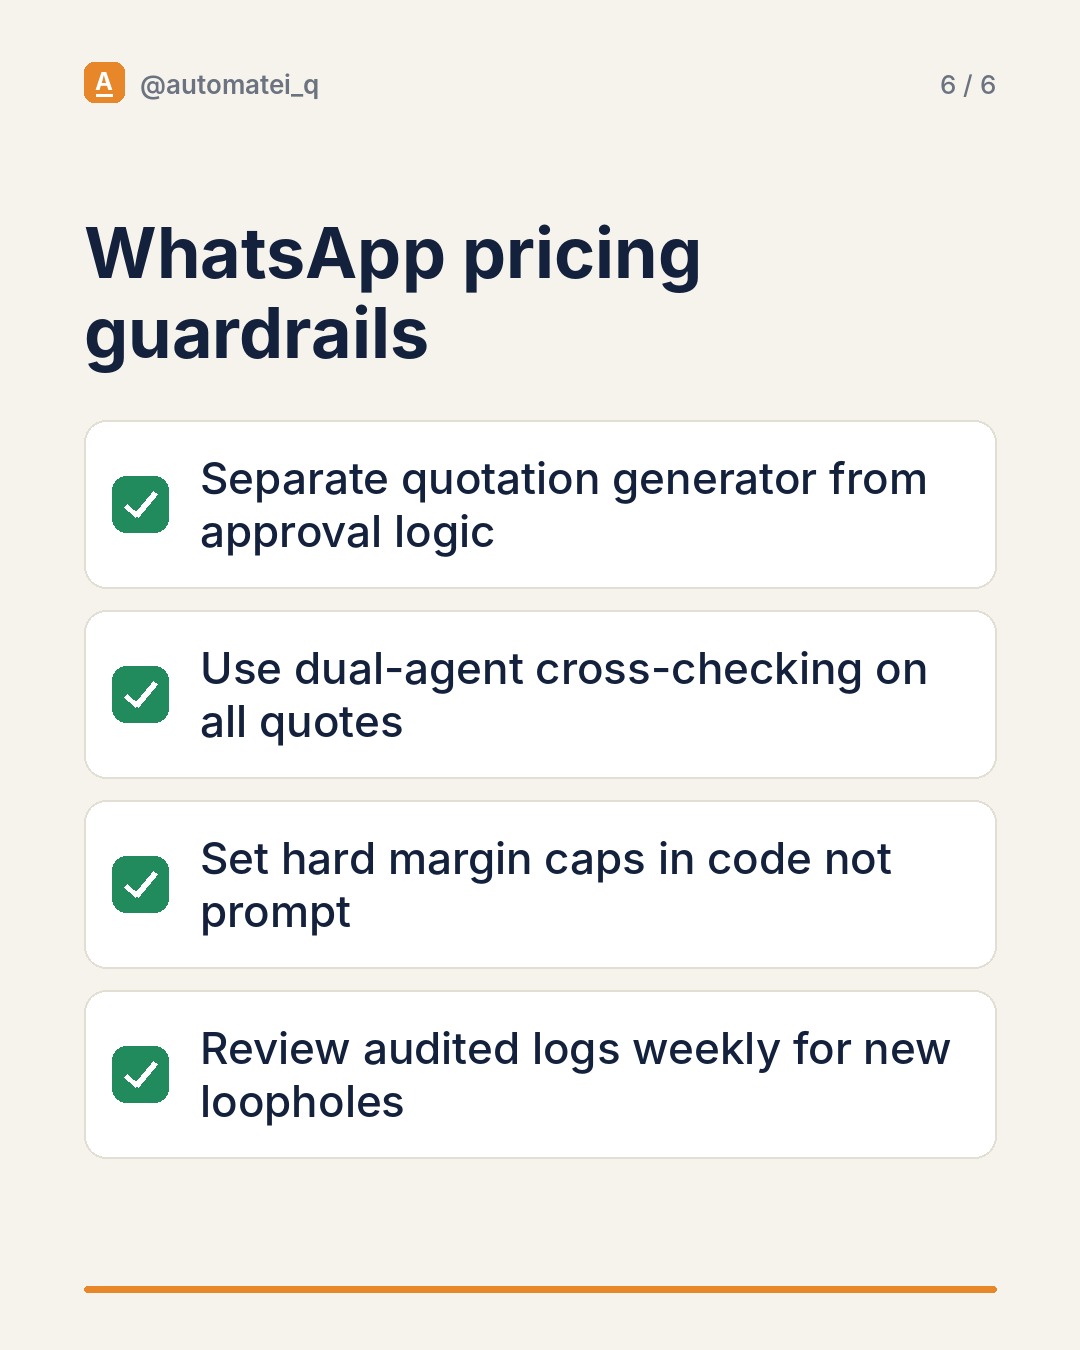 A
@automatei_q
6 / 6
WhatsApp pricing
guardrails
Separate quotation generator from
approval logic
Use dual-agent cross-checking on
all quotes
Set hard margin caps in code not
prompt
Review audited logs weekly for new
loopholes